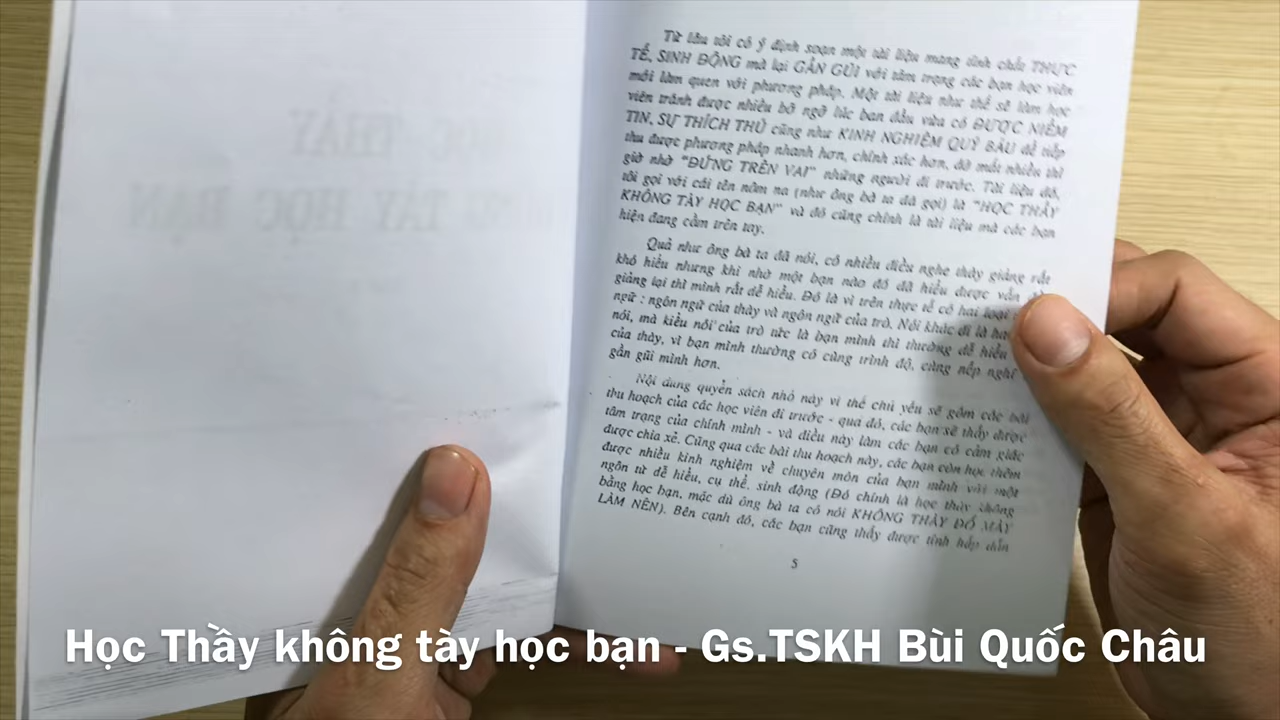 Từ lâu tôi có ý định soạn một tài liệu mang tính chất THỰC
TẾ, SINH ĐỘNG mà lại GẦN GŨI với tâm trạng các bạn học viên
mới làm quen với phương pháp. Một tài liệu như thế sẽ làm học
viên tránh được nhiều bỡ ngỡ lúc ban đầu vừa có ĐƯỢC NIỀM
TIN, SỰ THÍCH THÚ cũng như KINH NGHIỆM QUÝ BÁU để tiếp
thu được phương pháp nhanh hơn, chính xác hơn, đỡ mất nhiều thì
giờ nhờ "ĐỨNG TRÊN VAI" những người đi trước. Tài liệu đó,
tôi gọi với cái tên nôm na (như ông bà ta đã gọi) là "HỌC THẦY
KHÔNG TÀY HỌC BẠN" và đó cũng chính là tài liệu mà các bạn
hiện đang cầm trên tay.
Quả như ông bà ta đã nói, có nhiều điều nghe thầy giảng rất
khó hiểu nhưng khi nhờ một bạn nào đó đã hiểu được vấn
giảng lại thì mình rất dễ hiểu. Đó là vì trên thực tế có hai loại
ngữ : ngôn ngữ của thầy và ngôn ngữ của trò. Nói khác đi là
nói, mà kiểu nói của trò tức là bạn mình thì thường dễ hiểu
của thầy, vì bạn mình thường có cùng trình độ, cùng nếp nghĩ
gần gũi mình hơn.
Nội dung quyển sách nhỏ này vì thế chủ yếu sẽ gồm các bài
thu hoạch của các học viên đi trước - qua đó, các bạn sẽ thấy được
tâm trạng của chính mình - và điều này làm các bạn có cảm giác
được chia xẻ. Cũng qua các bài thu hoạch này, các bạn còn học thêm
được nhiều kinh nghiệm về chuyên môn của bạn mình với một
ngôn từ dễ hiểu, cụ thể, sinh động (Đó chính là học thầy không
bằng học bạn, mặc dù ông bà ta có nói KHÔNG THẦY ĐỐ MÀY
LÀM NÊN). Bên cạnh đó, các bạn cũng thấy được tính hấp dẫn
5
Học Thầy không tày học bạn - Gs.TSKH Bùi Quốc Châu